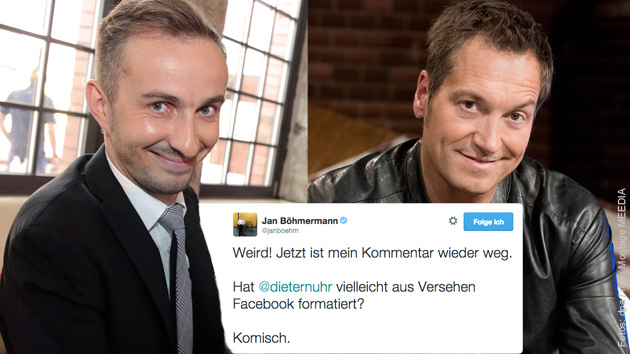 Jan Böhmermann
@janboehm
Folge ich
Weird! Jetzt ist mein Kommentar wieder weg.
Hat @dieternuhr vielleicht aus Versehen
Facebook formatiert?
Komisch.
Montage MEEDIA